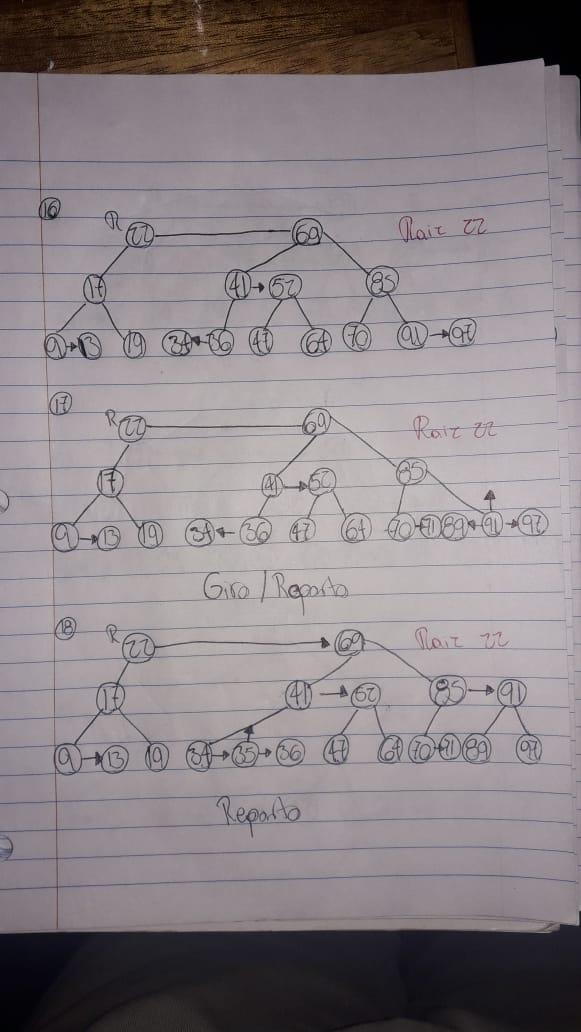 16
R 22 69 Raiz 22
17 41 52 85
9 13 19 34 36 47 64 70 91 97
17
R 22 69 Raiz 22
17 41 52 85
9 13 19 34 36 47 64 70 71 89 91 97
Giro/Reparto
18
R 22 69 Raiz 22
17 41 52 85 91
9 13 19 34 35 36 47 64 70 71 89 97
Reparto